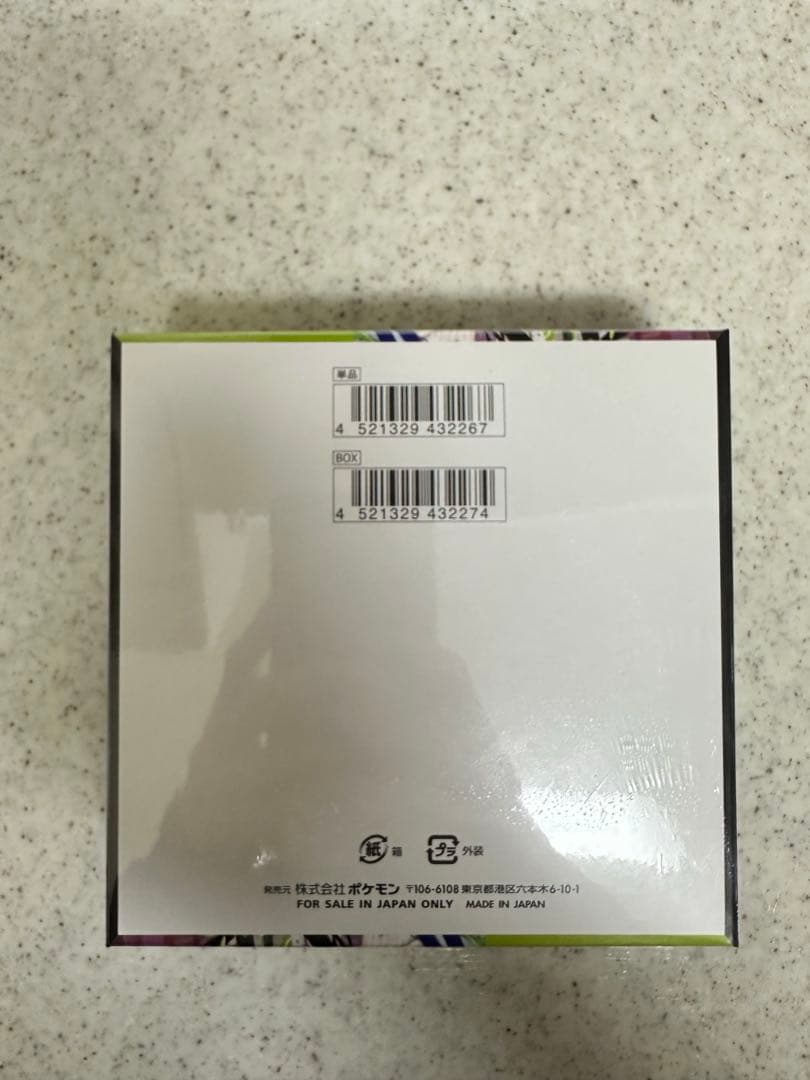 単品
4 521329 432267
BOX
4 521329 432274
紙 箱 プラ 外装
発売元 株式会社 ポケモン 〒106-6108 東京都港区六本木6-10-1
FOR SALE IN JAPAN ONLY MADE IN JAPAN